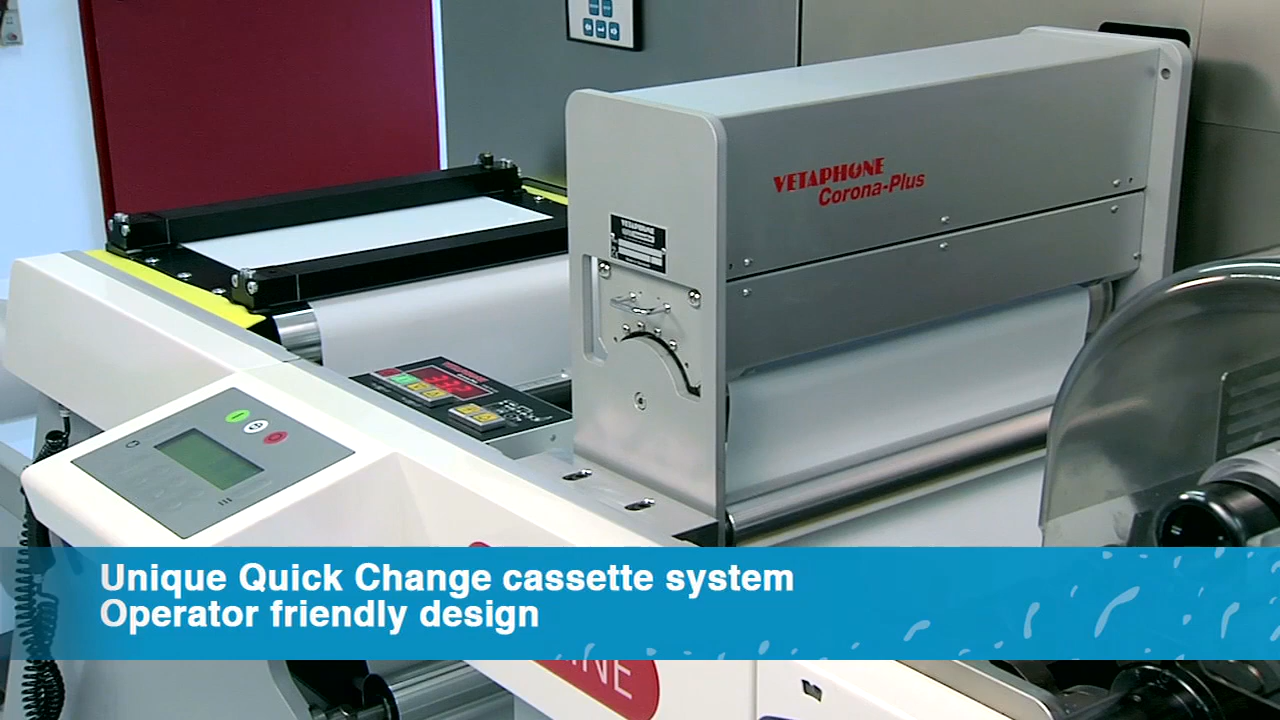 VETAPHONE
Corona-Plus
VETAPHONE
Unique Quick Change cassette system
Operator friendly design